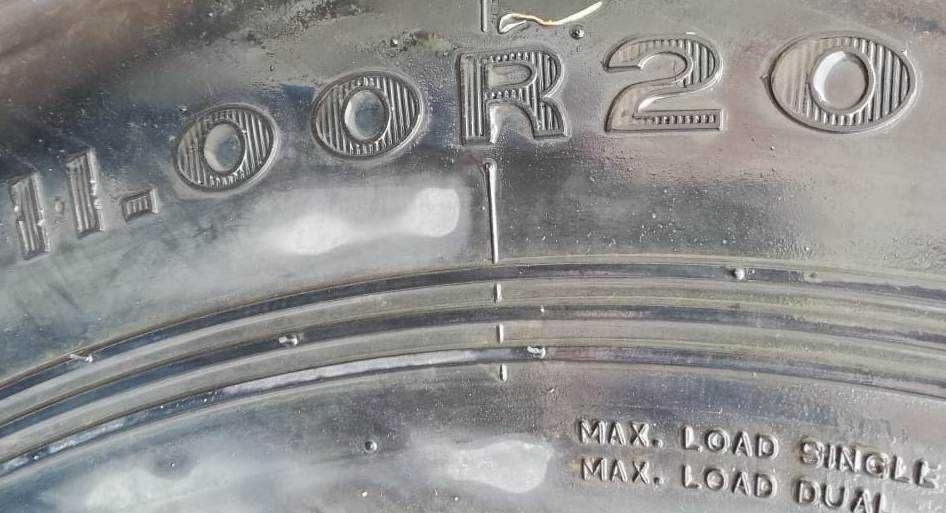 11.00R20
MAX. LOAD SINGLE
MAX. LOAD DUAL